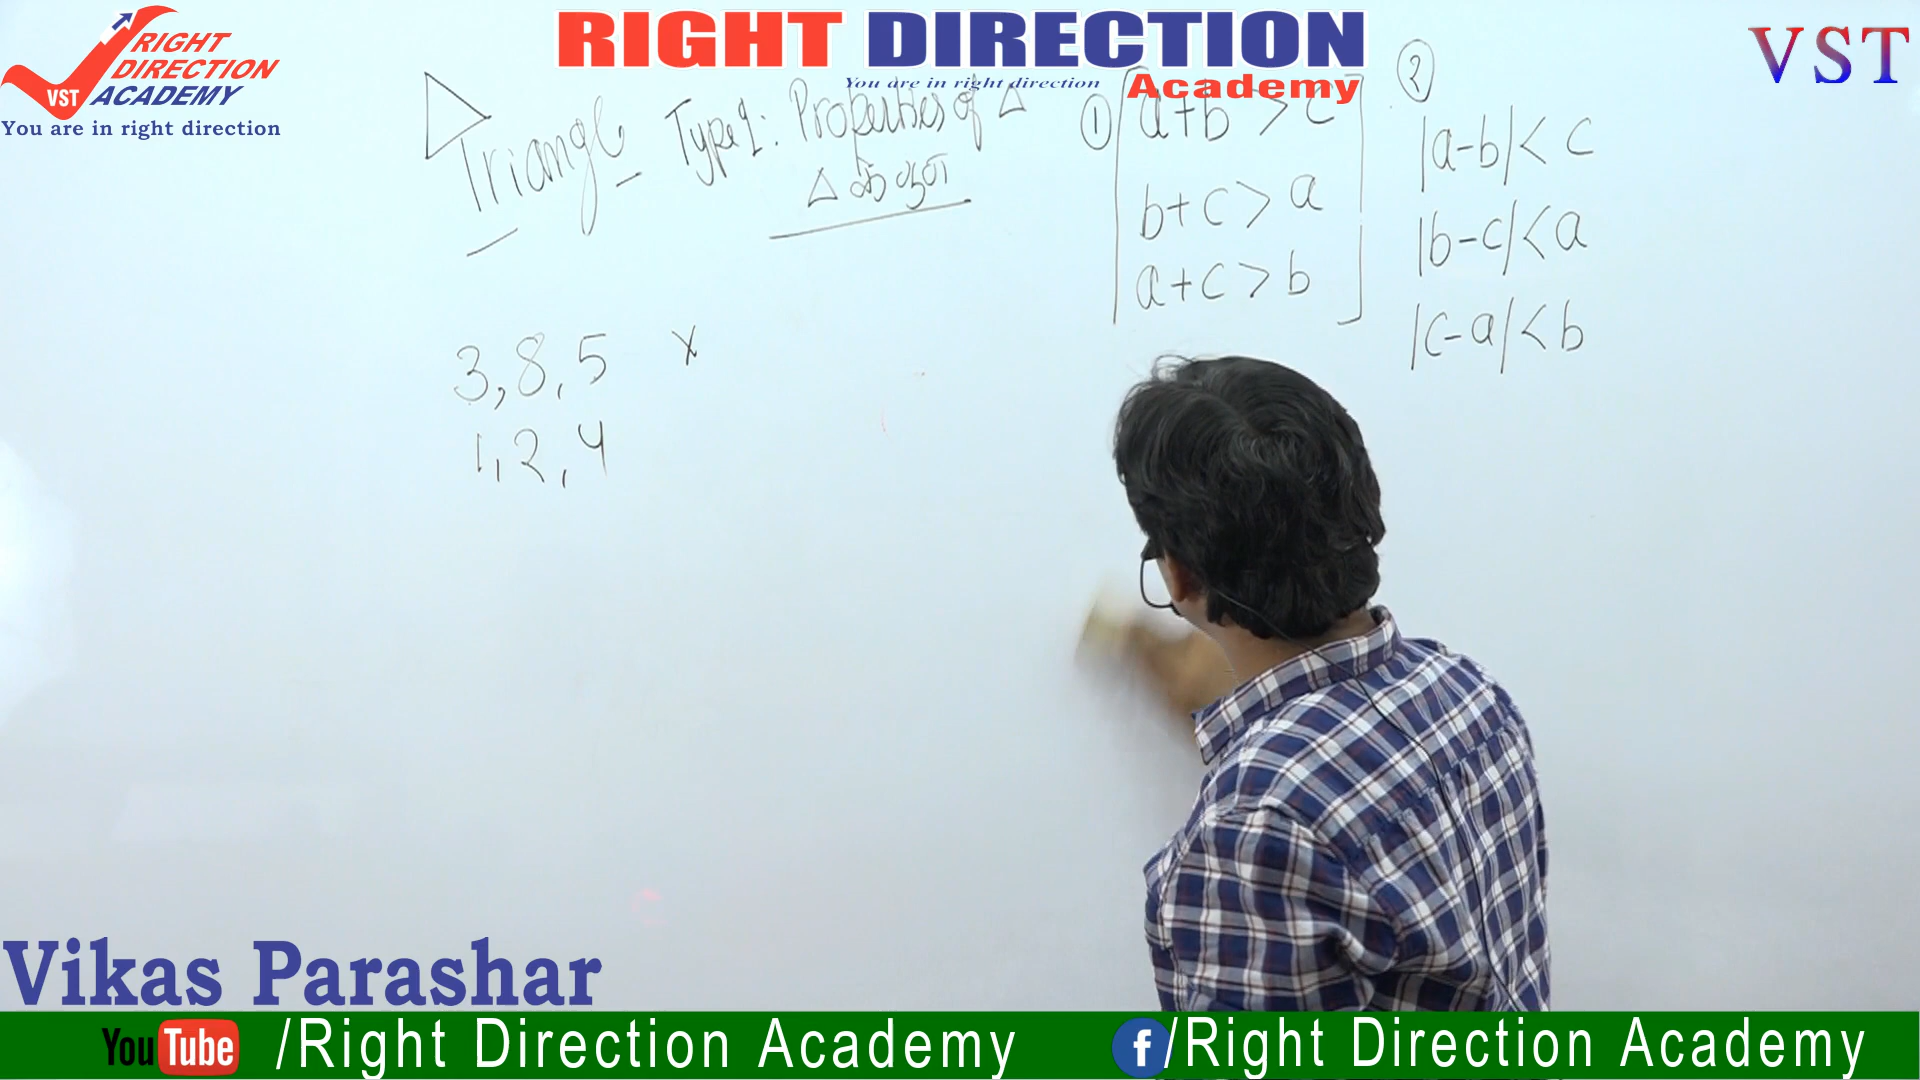 RIGHT
DIRECTION
VST ACADEMY
You are in right direction
RIGHT DIRECTION
You are in right direction
Academy
VST
Triangle
Type 1: Properties of Δ
Δ के गुण
① a+b > c
b+c > a
a+c > b
②
|a-b| < c
|b-c| < a
|c-a| < b
3, 8, 5 x
1, 2, 4
Vikas Parashar
YouTube /Right Direction Academy
f /Right Direction Academy